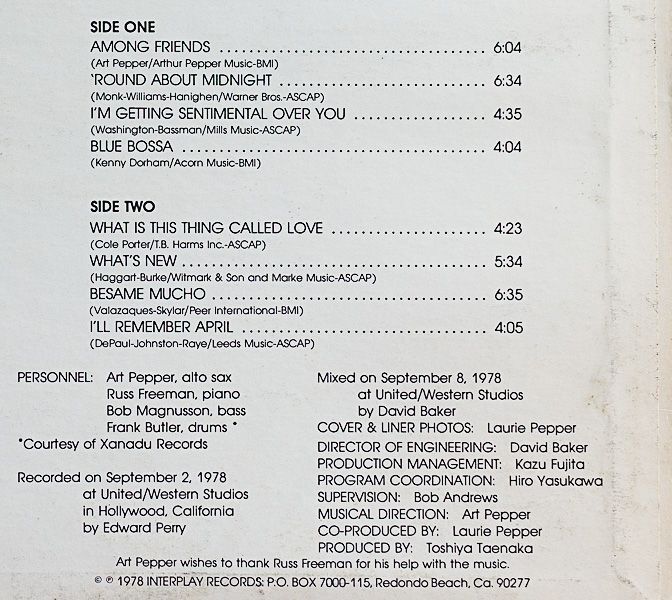 SIDE ONE
AMONG FRIENDS ........................................ 6:04
(Art Pepper/Arthur Pepper Music-BMI)
'ROUND ABOUT MIDNIGHT .............................. 6:34
(Monk-Williams-Hanighen/Warner Bros.-ASCAP)
I'M GETTING SENTIMENTAL OVER YOU .................. 4:35
(Washington-Bassman/Mills Music-ASCAP)
BLUE BOSSA ............................................. 4:04
(Kenny Dorham/Acorn Music-BMI)
SIDE TWO
WHAT IS THIS THING CALLED LOVE ...................... 4:23
(Cole Porter/T.B. Harms Inc.-ASCAP)
WHAT'S NEW ............................................ 5:34
(Haggart-Burke/Witmark & Son and Marke Music-ASCAP)
BESAME MUCHO ........................................ 6:35
(Valazaques-Skylar/Peer International-BMI)
I'LL REMEMBER APRIL ................................... 4:05
(DePaul-Johnston-Raye/Leeds Music-ASCAP)
PERSONNEL: Art Pepper, alto sax
Russ Freeman, piano
Bob Magnusson, bass
Frank Butler, drums *
*Courtesy of Xanadu Records
Recorded on September 2, 1978
at United/Western Studios
in Hollywood, California
by Edward Perry
Mixed on September 8, 1978
at United/Western Studios
by David Baker
COVER & LINER PHOTOS: Laurie Pepper
DIRECTOR OF ENGINEERING: David Baker
PRODUCTION MANAGEMENT: Kazu Fujita
PROGRAM COORDINATION: Hiro Yasukawa
SUPERVISION: Bob Andrews
MUSICAL DIRECTION: Art Pepper
CO-PRODUCED BY: Laurie Pepper
PRODUCED BY: Toshiya Taenaka
Art Pepper wishes to thank Russ Freeman for his help with the music.
© ℗ 1978 INTERPLAY RECORDS: P.O. BOX 7000-115, Redondo Beach, Ca. 90277